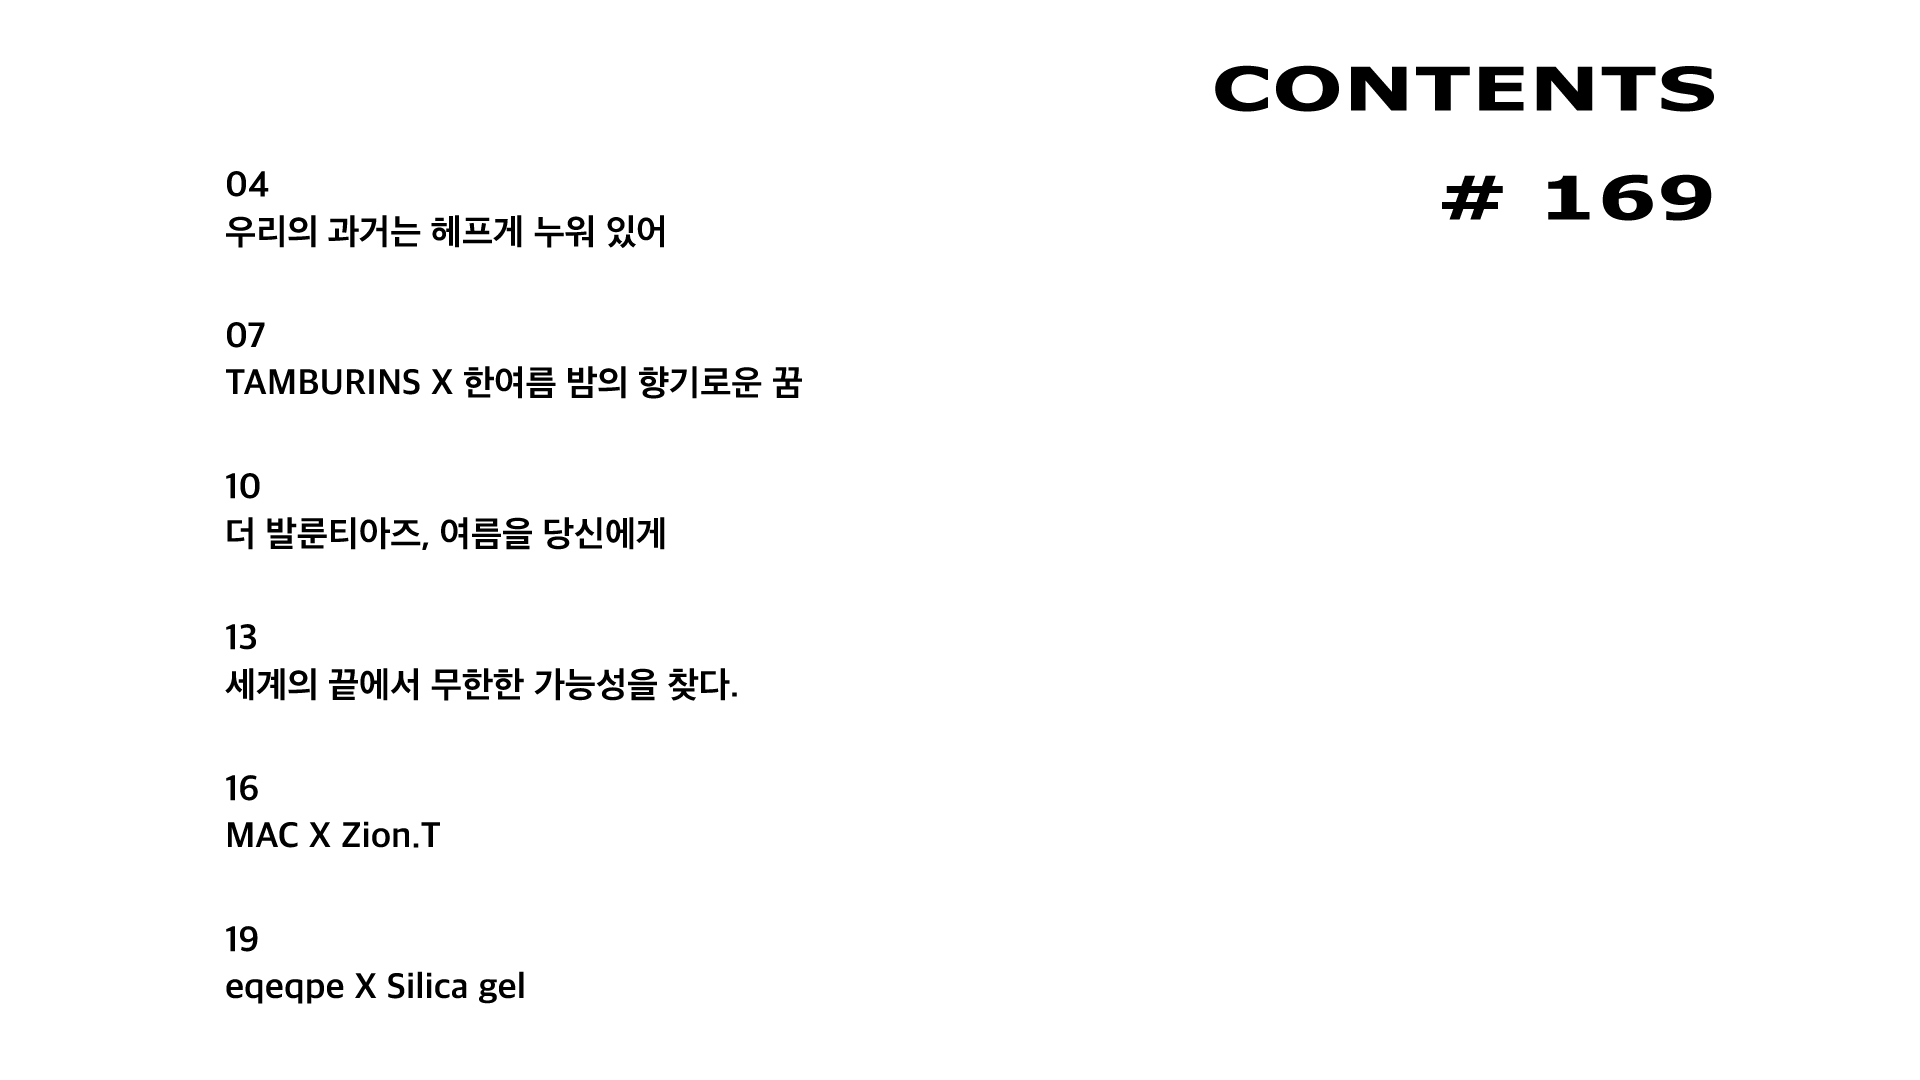 CONTENTS
# 169
04
우리의 과거는 헤프게 누워 있어
07
TAMBURINS X 한여름 밤의 향기로운 꿈
10
더 발룬티아즈, 여름을 당신에게
13
세계의 끝에서 무한한 가능성을 찾다.
16
MAC X Zion.T
19
eqeqpe X Silica gel